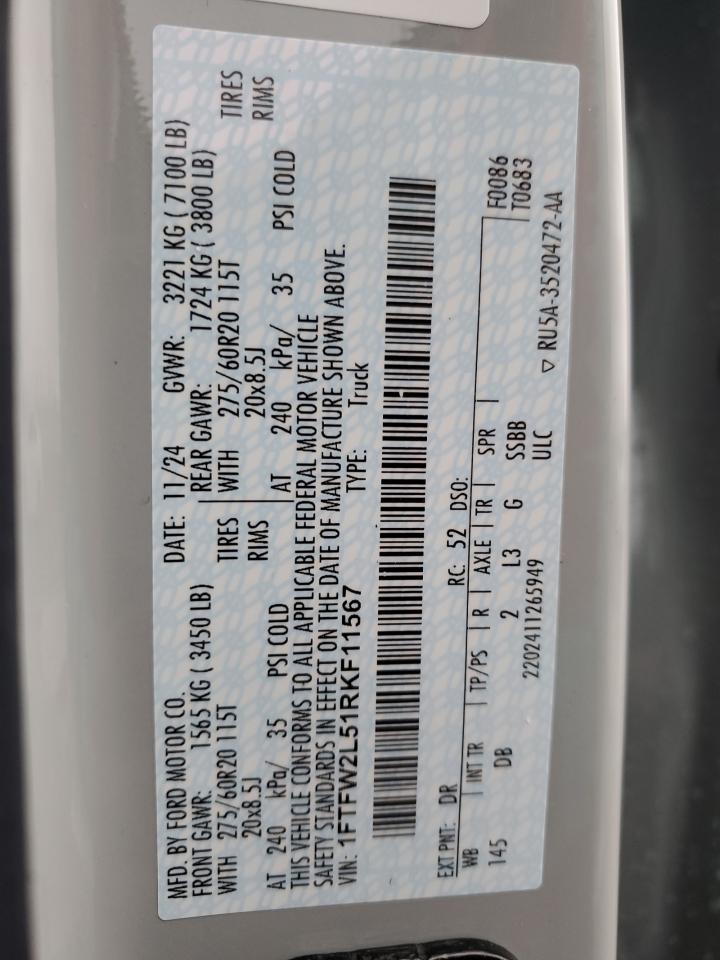 MFD. BY FORD MOTOR CO. DATE: 11/24 GVWR: 3221 KG ( 7100 LB)
FRONT GAWR: 1565 KG ( 3450 LB) REAR GAWR: 1724 KG ( 3800 LB)
WITH 275/60R20 115T TIRES WITH 275/60R20 115T TIRES
20x8.5J RIMS 20x8.5J RIMS
AT 240 kPa/ 35 PSI COLD AT 240 kPa/ 35 PSI COLD
THIS VEHICLE CONFORMS TO ALL APPLICABLE FEDERAL MOTOR VEHICLE
SAFETY STANDARDS IN EFFECT ON THE DATE OF MANUFACTURE SHOWN ABOVE.
VIN: 1FTFW2L51RKF11567 TYPE: Truck
EXT PNT: DR RC: 52 DSO:
WB INT TR TP/PS R AXLE TR SPR F0086
145 DB 2 L3 G SSBB T0683
2202411265949 ULC ▽ RU5A-3520472-AA